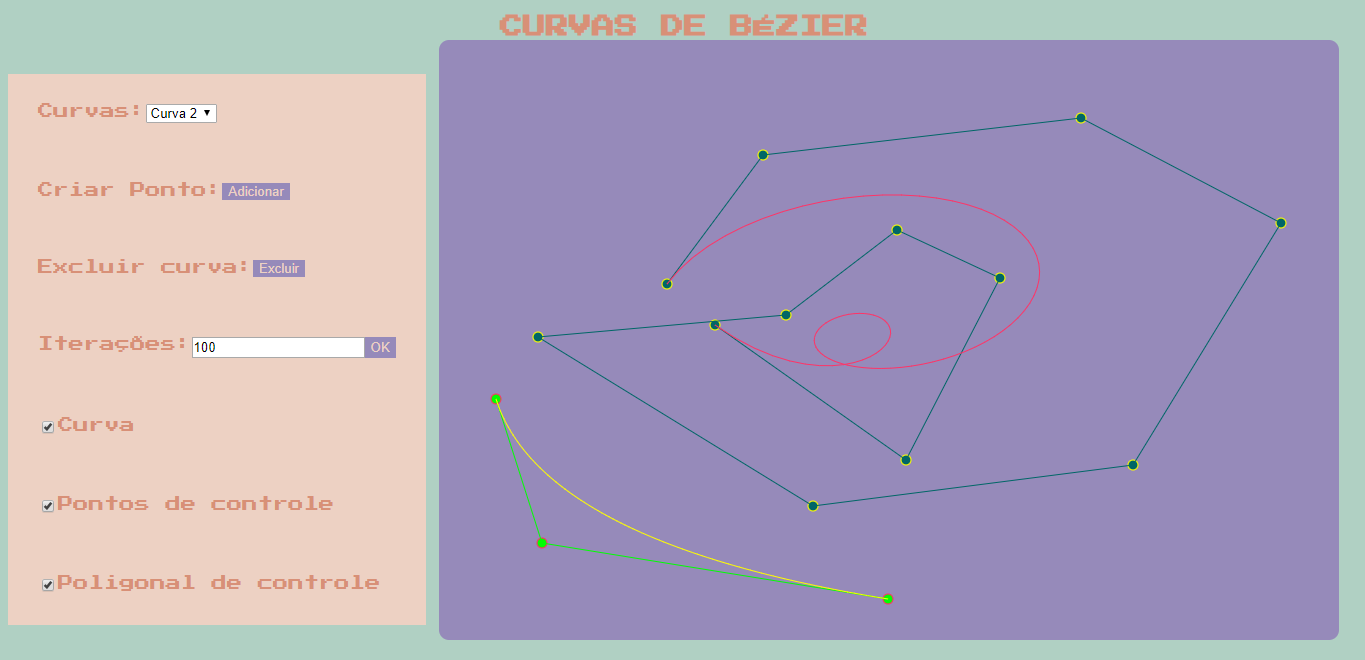 CURVAS DE BÉZIER
Curvas: Curva 2
Criar Ponto: Adicionar
Excluir curva: Excluir
Iterações: 100 OK
Curva
Pontos de controle
Poligonal de controle